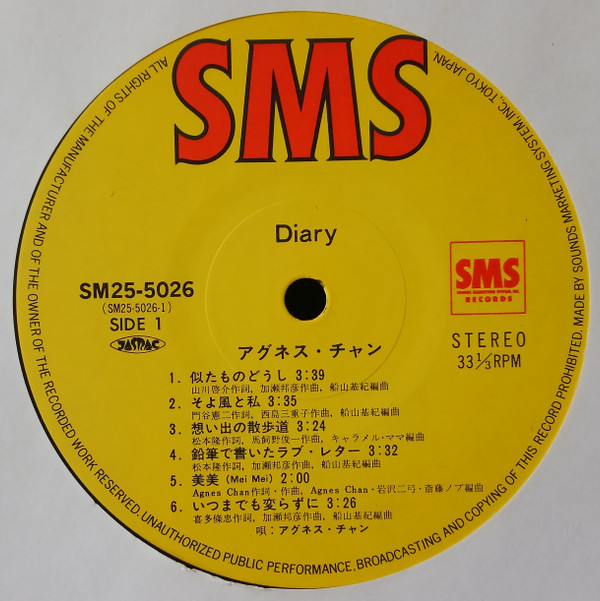 SMS
ALL RIGHTS OF THE MANUFACTURER AND OF THE OWNER OF THE RECORDED WORK RESERVED. UNAUTHORIZED PUBLIC PERFORMANCE, BROADCASTING AND COPYING OF THIS RECORD PROHIBITED. MADE BY SOUNDS MARKETING SYSTEM, INC., TOKYO JAPAN.
Diary
SM25-5026
(SM25-5026-1)
SIDE 1
JASRAC
SMS
SOUNDS MARKETING SYSTEM, INC.
RECORDS
STEREO
33 1/3 RPM
アグネス・チャン
1. 似たものどうし 3:39
山川啓介作詞, 加瀬邦彦作曲, 船山基紀編曲
2. そよ風と私 3:35
門谷憲二作詞, 西島三重子作曲, 船山基紀編曲
3. 想い出の散歩道 3:24
松本隆作詞, 馬飼野俊一作曲, キャラメル・ママ編曲
4. 鉛筆で書いたラブ・レター 3:32
松本隆作詞, 加瀬邦彦作曲, 船山基紀編曲
5. 美美 (Mei Mei) 2:00
Agnes Chan作詞・作曲, Agnes Chan・岩沢二弓・斎藤ノブ編曲
6. いつまでも変らずに 3:26
喜多條忠作詞, 加瀬邦彦作曲, 船山基紀編曲
唄：アグネス・チャン